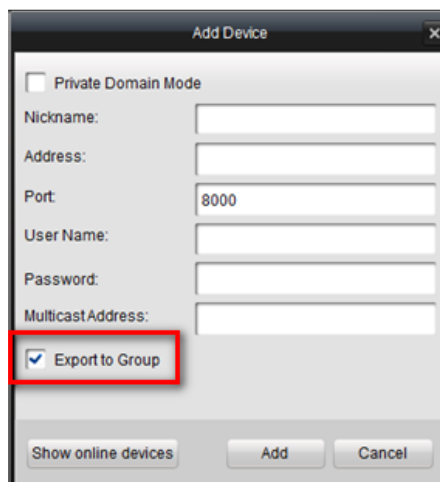 Add Device
Private Domain Mode
Nickname:
Address:
Port: 8000
User Name:
Password:
Multicast Address:
Export to Group
Show online devices Add Cancel